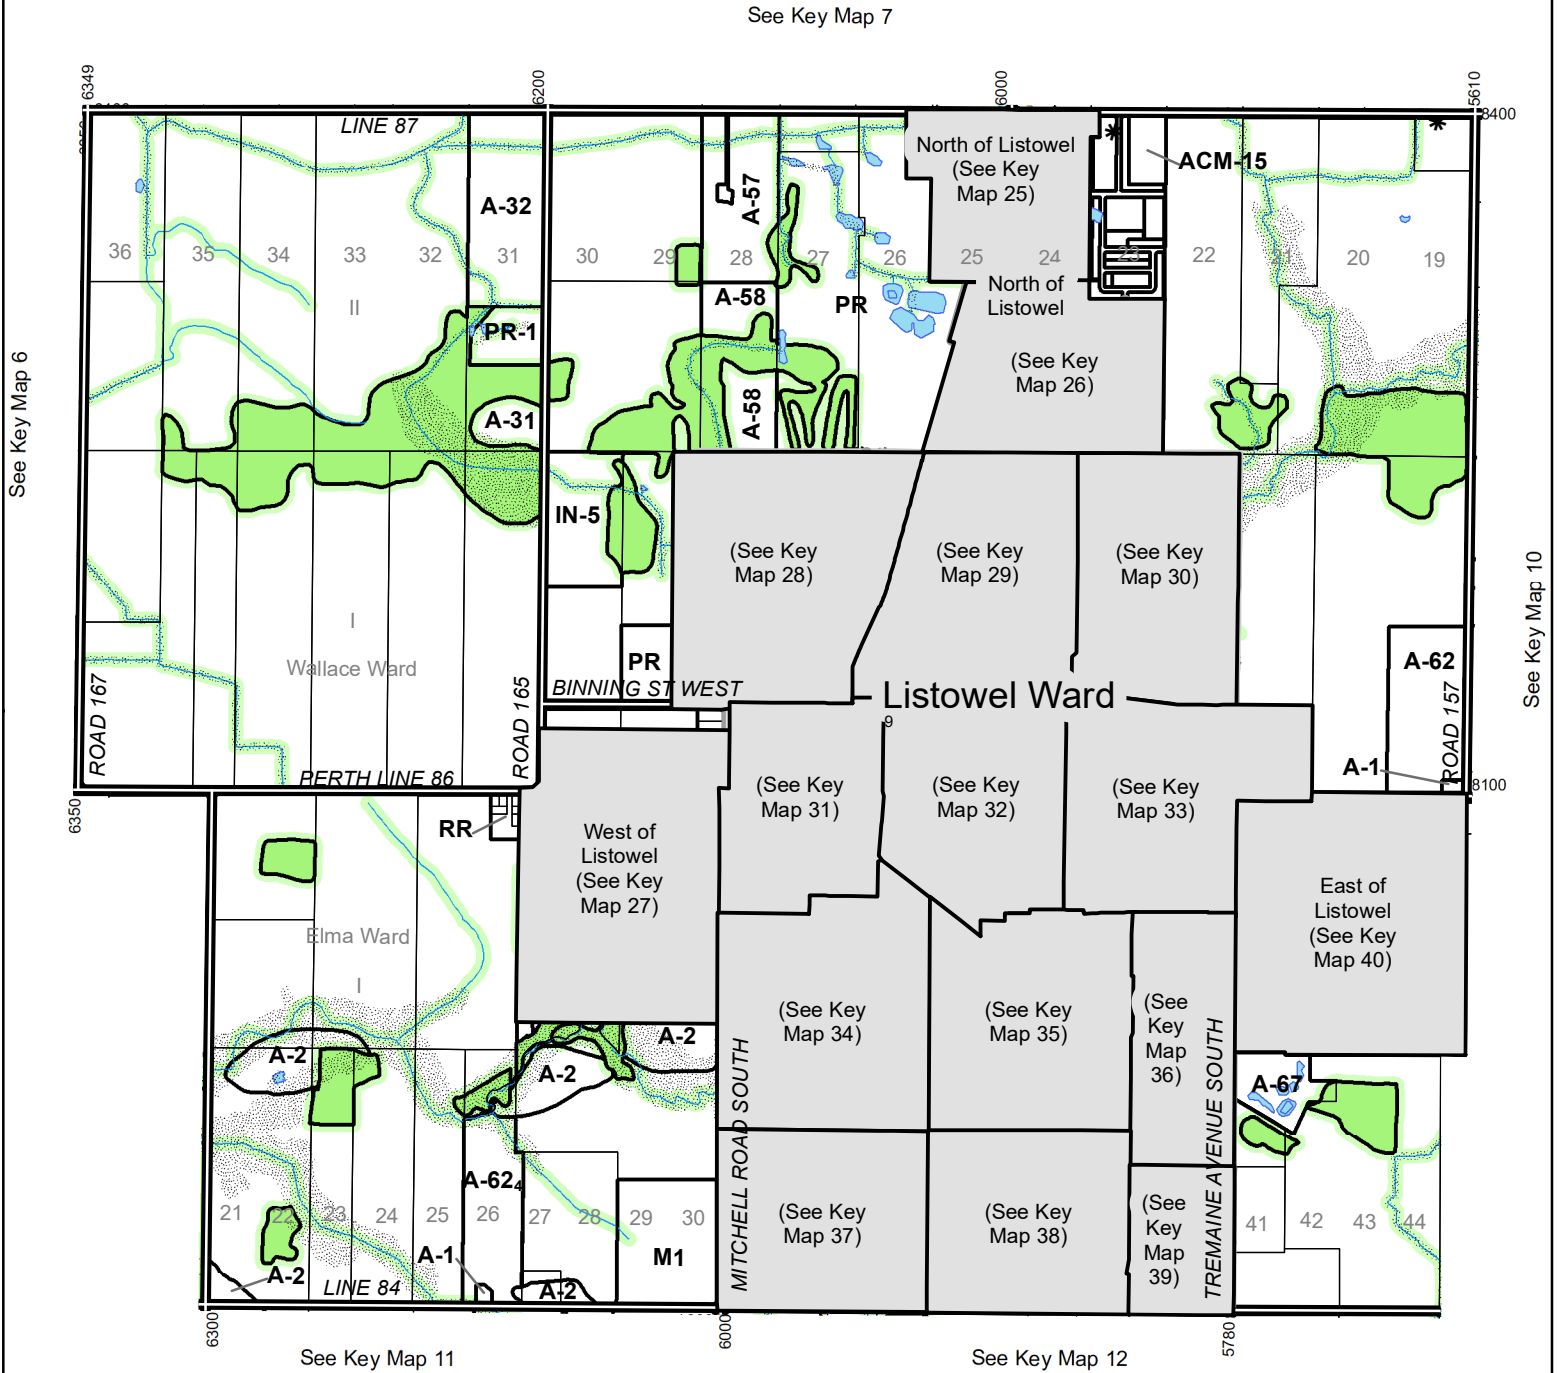 See Key Map 7
6349
6200
6000
5610
8400
LINE 87
North of Listowel
(See Key
Map 25)
ACM-15
A-32
A-57
36
35
34
33
32
31
30
29
28
27
26
25
24
23
22
21
20
19
II
A-58
PR
North of
Listowel
PR-1
(See Key
Map 26)
See Key Map 6
A-31
A-58
IN-5
(See Key
Map 28)
(See Key
Map 29)
(See Key
Map 30)
See Key Map 10
I
Wallace Ward
PR
A-62
BINNING ST WEST
Listowel Ward
9
ROAD 167
ROAD 165
ROAD 157
PERTH LINE 86
A-1
8100
6350
(See Key
Map 31)
(See Key
Map 32)
(See Key
Map 33)
RR
West of
Listowel
(See Key
Map 27)
East of
Listowel
(See Key
Map 40)
Elma Ward
I
(See Key
Map 34)
(See Key
Map 35)
(See
Key
Map
36)
A-2
A-2
A-2
A-67
MITCHELL ROAD SOUTH
TREMAINE AVENUE SOUTH
A-62
4
21
22
23
24
25
26
27
28
29
30
(See Key
Map 37)
(See Key
Map 38)
(See
Key
Map
39)
41
42
43
44
A-1
M1
A-2
LINE 84
A-2
6300
6000
5780
See Key Map 11
See Key Map 12